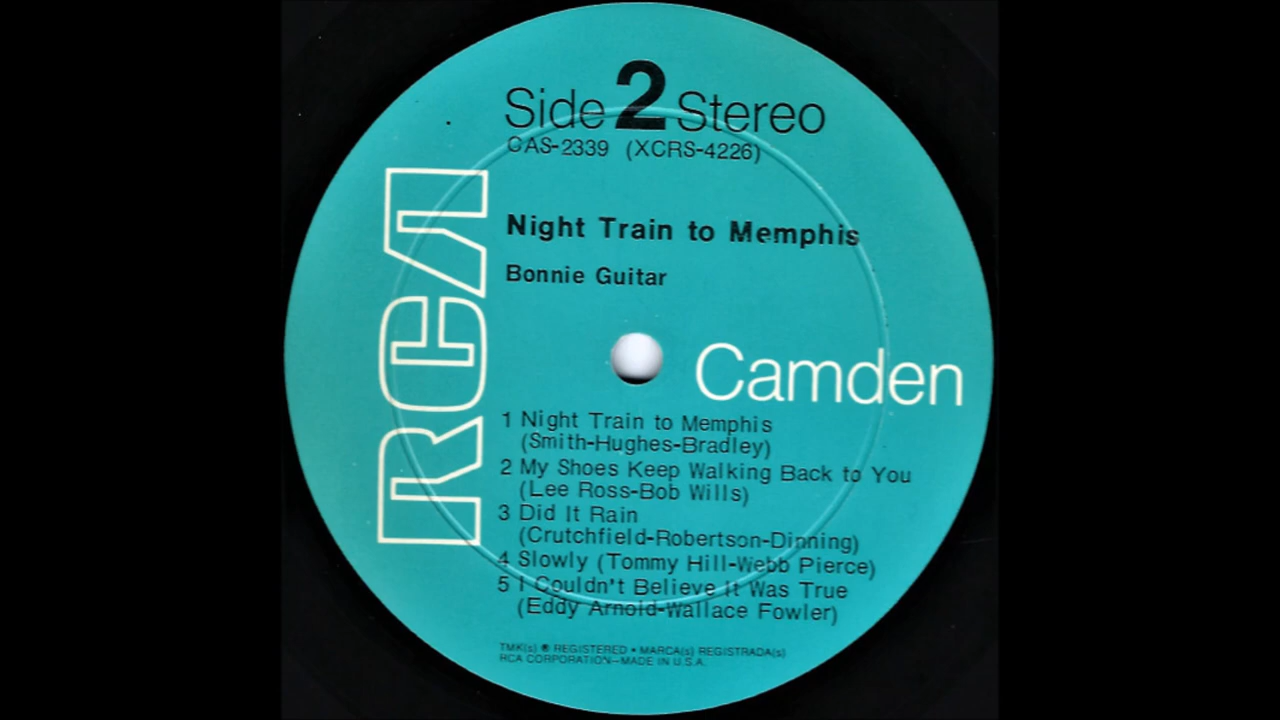 Side 2 Stereo
CAS-2339 (XCRS-4226)
RCA
Night Train to Memphis
Bonnie Guitar
Camden
1 Night Train to Memphis
(Smith-Hughes-Bradley)
2 My Shoes Keep Walking Back to You
(Lee Ross-Bob Wills)
3 Did It Rain
(Crutchfield-Robertson-Dinning)
4 Slowly (Tommy Hill-Webb Pierce)
5 I Couldn't Believe It Was True
(Eddy Arnold-Wallace Fowler)
TMK(s) ® REGISTERED • MARCA(s) REGISTRADA(s)
RCA CORPORATION-MADE IN U.S.A.